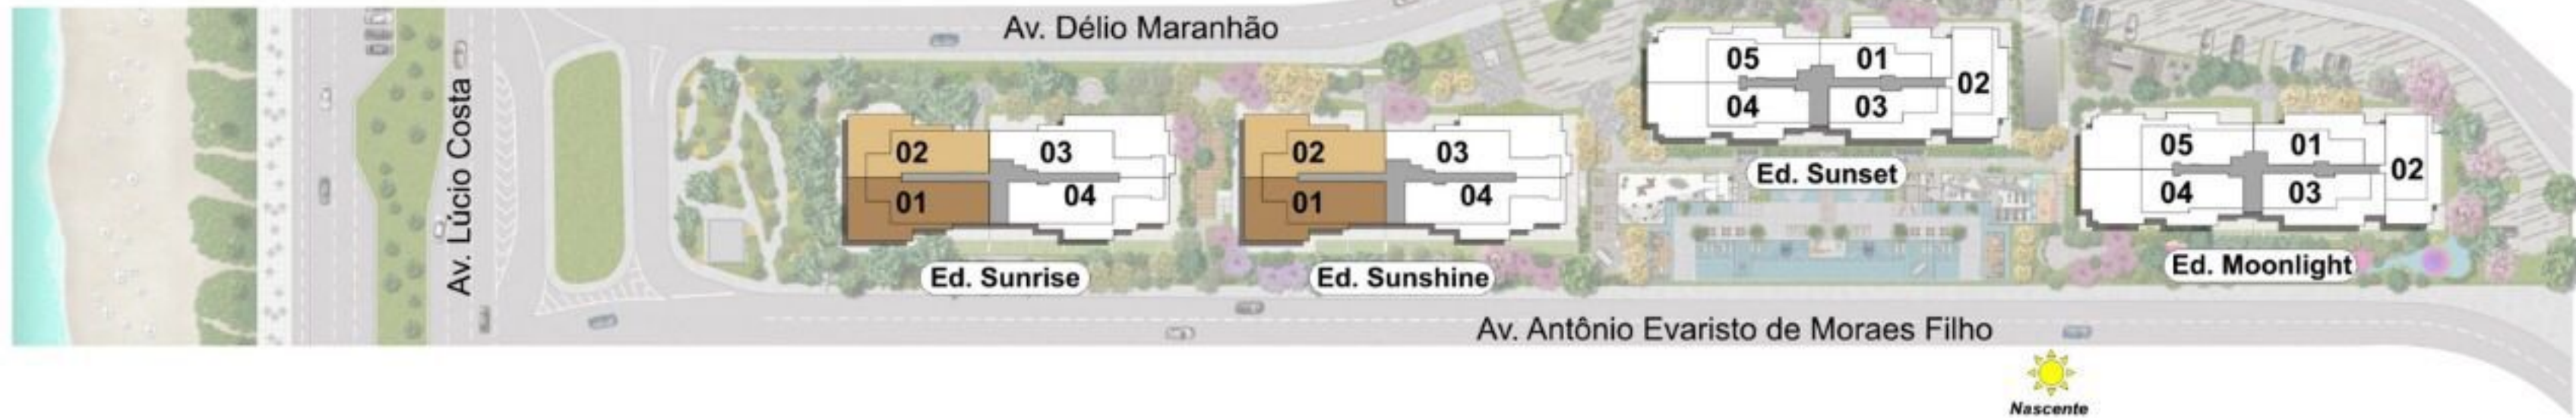 Av. Délio Maranhão
Av. Lúcio Costa
02
03
01
04
Ed. Sunrise
02
03
01
04
Ed. Sunshine
05
01
02
04
03
Ed. Sunset
05
01
02
04
03
Ed. Moonlight
Av. Antônio Evaristo de Moraes Filho
Nascente